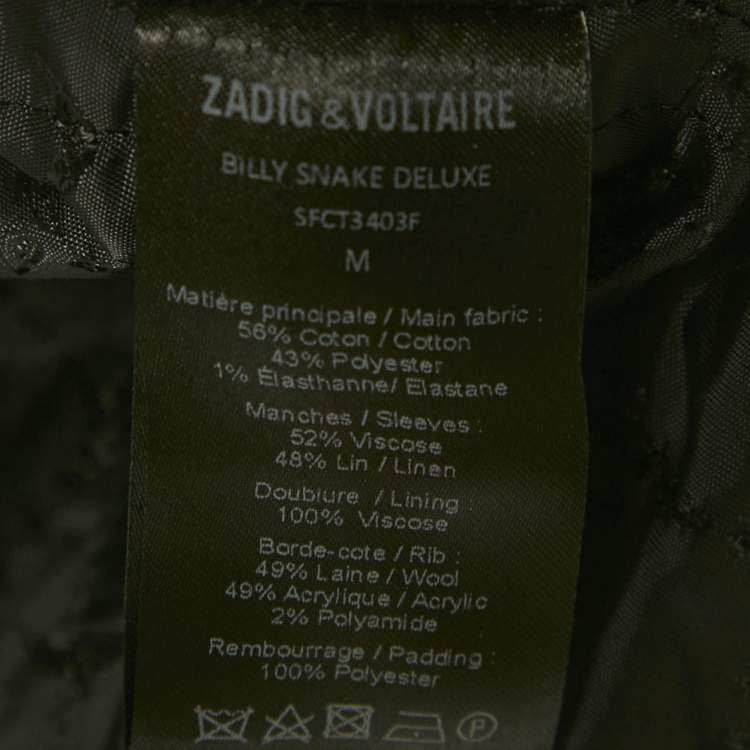 ZADIG & VOLTAIRE
BILLY SNAKE DELUXE
SFCT3403F
M
Matière principale / Main fabric :
56% Coton / Cotton
43% Polyester
1% Élasthanne/ Elastane
Manches / Sleeves :
52% Viscose
48% Lin / Linen
Doublure / Lining :
100% Viscose
Borde-cote / Rib :
49% Laine / Wool
49% Acrylique / Acrylic
2% Polyamide
Rembourrage / Padding :
100% Polyester
P